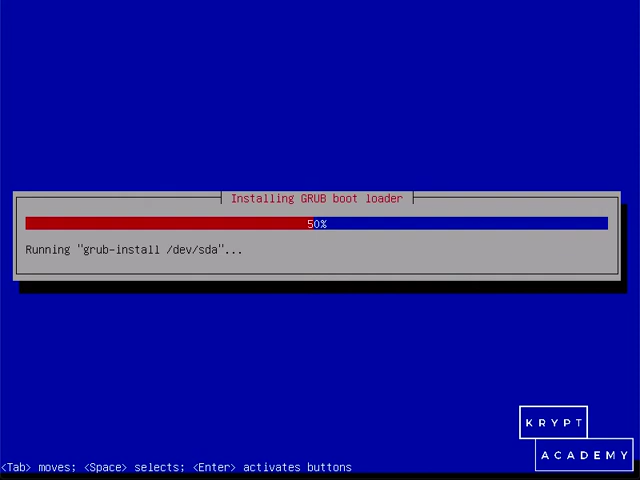 Installing GRUB boot loader
50%
Running "grub-install /dev/sda"...
KRYPT
ACADEMY
<Tab> moves; <Space> selects; <Enter> activates buttons